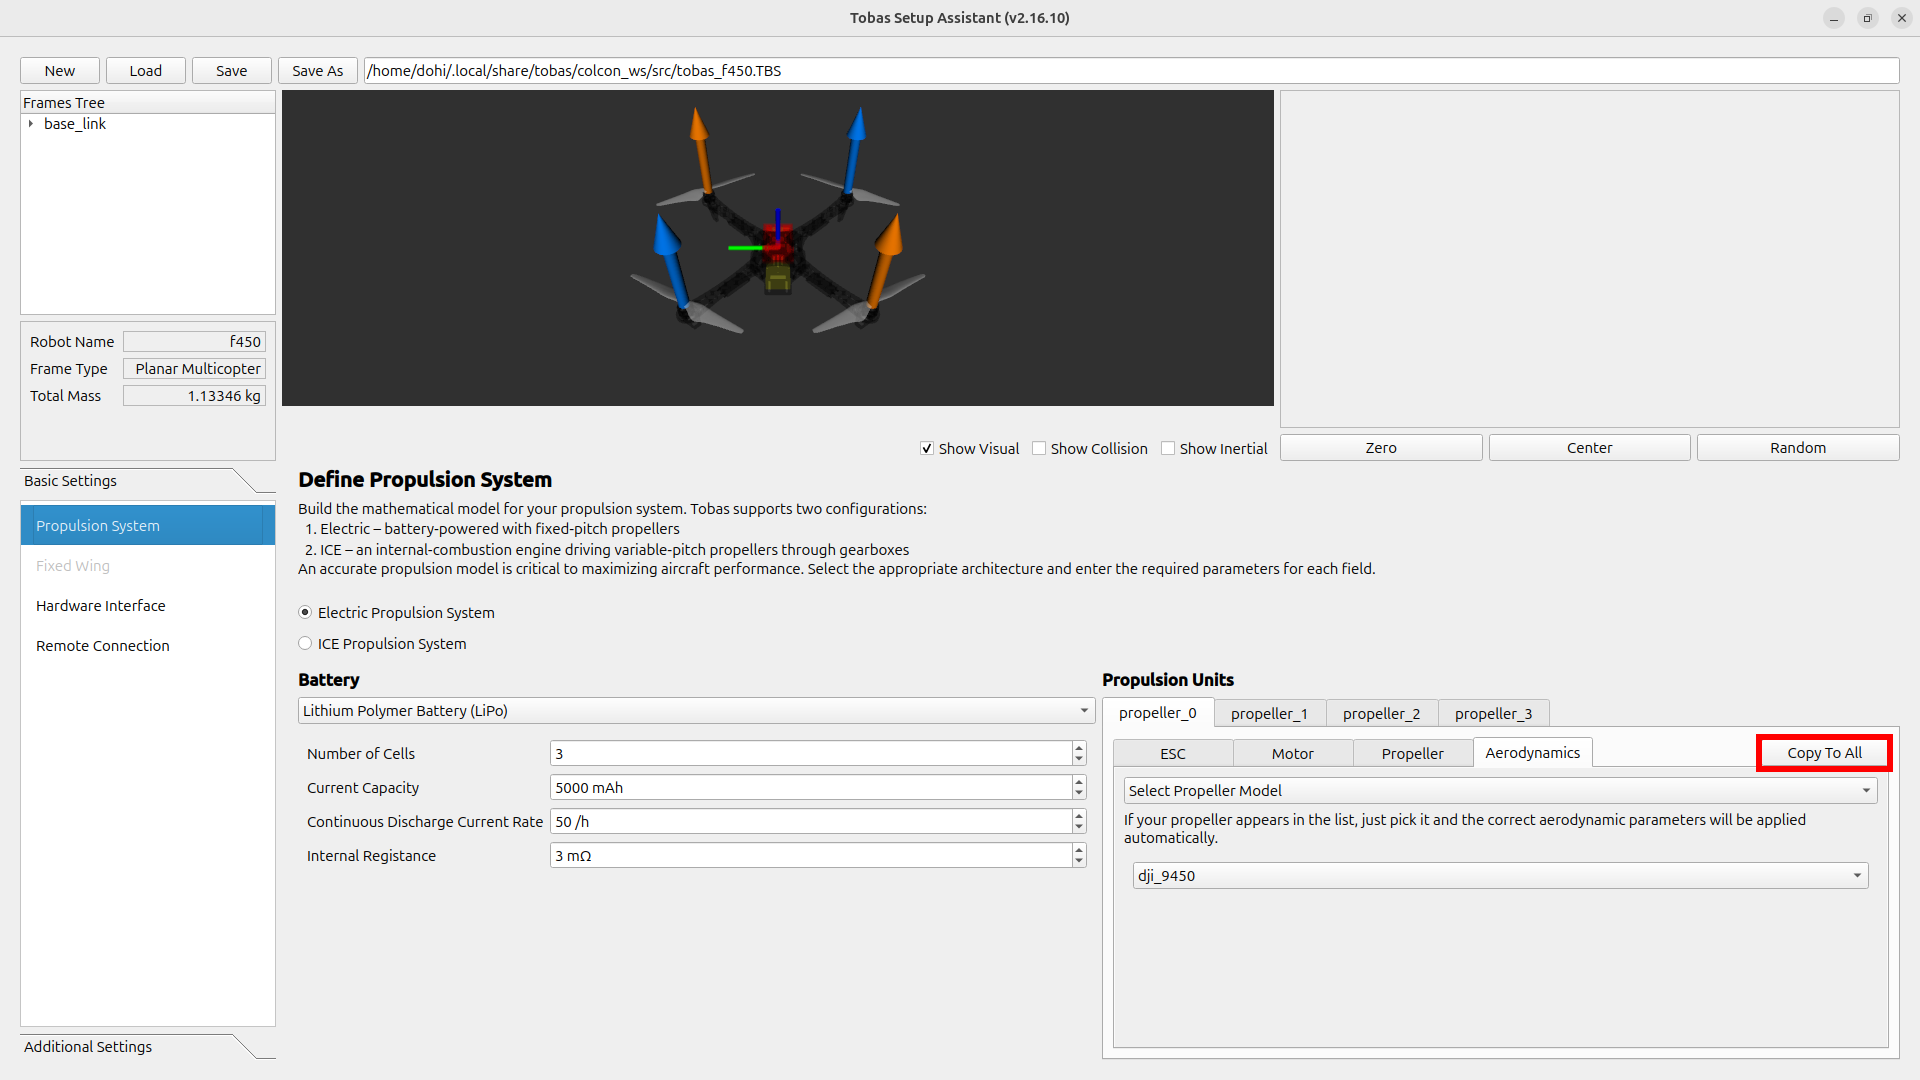 Tobas Setup Assistant (v2.16.10)
New
Load
Save
Save As
/home/dohi/.local/share/tobas/colcon_ws/src/tobas_f450.TBS
Frames Tree
base_link
Robot Name
f450
Frame Type
Planar Multicopter
Total Mass
1.13346 kg
Show Visual
Show Collision
Show Inertial
Zero
Center
Random
Basic Settings
Propulsion System
Fixed Wing
Hardware Interface
Remote Connection
Additional Settings
Define Propulsion System
Build the mathematical model for your propulsion system. Tobas supports two configurations:
1. Electric – battery-powered with fixed-pitch propellers
2. ICE – an internal-combustion engine driving variable-pitch propellers through gearboxes
An accurate propulsion model is critical to maximizing aircraft performance. Select the appropriate architecture and enter the required parameters for each field.
Electric Propulsion System
ICE Propulsion System
Battery
Lithium Polymer Battery (LiPo)
Number of Cells
3
Current Capacity
5000 mAh
Continuous Discharge Current Rate
50 /h
Internal Registance
3 mΩ
Propulsion Units
propeller_0
propeller_1
propeller_2
propeller_3
ESC
Motor
Propeller
Aerodynamics
Copy To All
Select Propeller Model
If your propeller appears in the list, just pick it and the correct aerodynamic parameters will be applied
automatically.
dji_9450